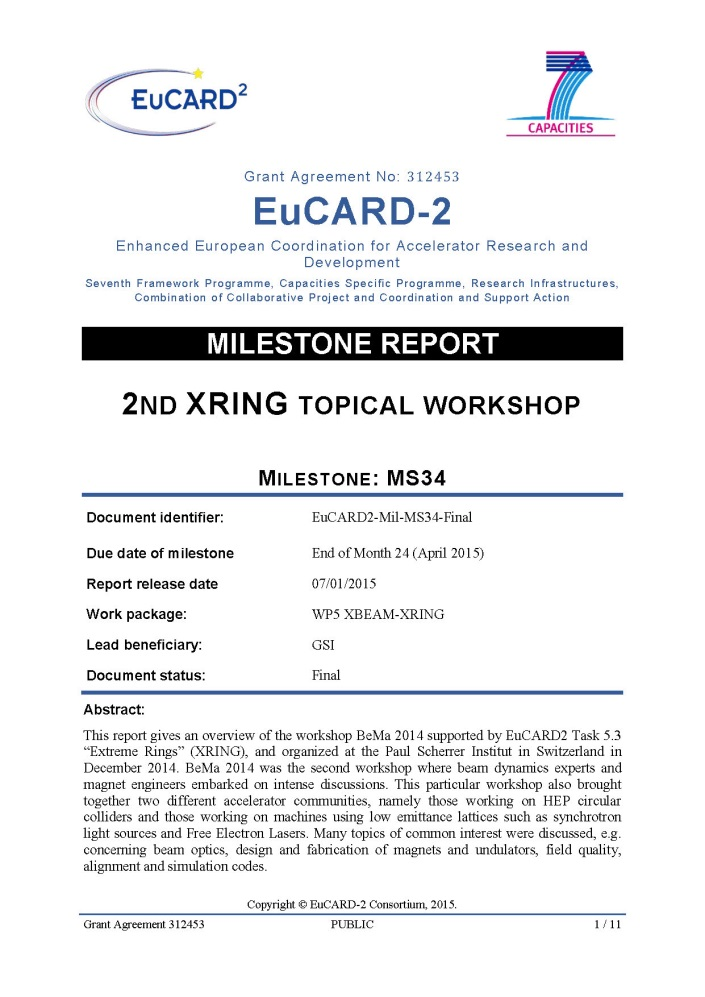 EuCARD²
7
CAPACITIES
Grant Agreement No: 312453
EuCARD-2
Enhanced European Coordination for Accelerator Research and
Development
Seventh Framework Programme, Capacities Specific Programme, Research Infrastructures,
Combination of Collaborative Project and Coordination and Support Action
MILESTONE REPORT
2ND XRING TOPICAL WORKSHOP
MILESTONE: MS34
Document identifier: EuCARD2-Mil-MS34-Final
Due date of milestone End of Month 24 (April 2015)
Report release date 07/01/2015
Work package: WP5 XBEAM-XRING
Lead beneficiary: GSI
Document status: Final
Abstract:
This report gives an overview of the workshop BeMa 2014 supported by EuCARD2 Task 5.3
“Extreme Rings” (XRING), and organized at the Paul Scherrer Institut in Switzerland in
December 2014. BeMa 2014 was the second workshop where beam dynamics experts and
magnet engineers embarked on intense discussions. This particular workshop also brought
together two different accelerator communities, namely those working on HEP circular
colliders and those working on machines using low emittance lattices such as synchrotron
light sources and Free Electron Lasers. Many topics of common interest were discussed, e.g.
concerning beam optics, design and fabrication of magnets and undulators, field quality,
alignment and simulation codes.
Copyright © EuCARD-2 Consortium, 2015.
Grant Agreement 312453 PUBLIC 1 / 11